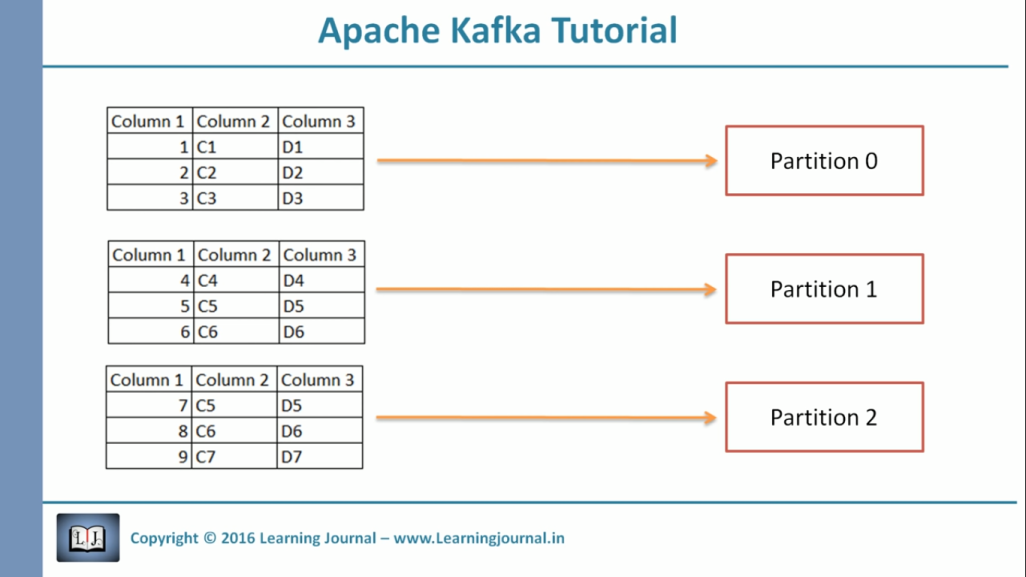 Apache Kafka Tutorial
Column 1 Column 2 Column 3
1 C1 D1
2 C2 D2
3 C3 D3
Partition 0
Column 1 Column 2 Column 3
4 C4 D4
5 C5 D5
6 C6 D6
Partition 1
Column 1 Column 2 Column 3
7 C5 D5
8 C6 D6
9 C7 D7
Partition 2
L J
Copyright © 2016 Learning Journal – www.Learningjournal.in